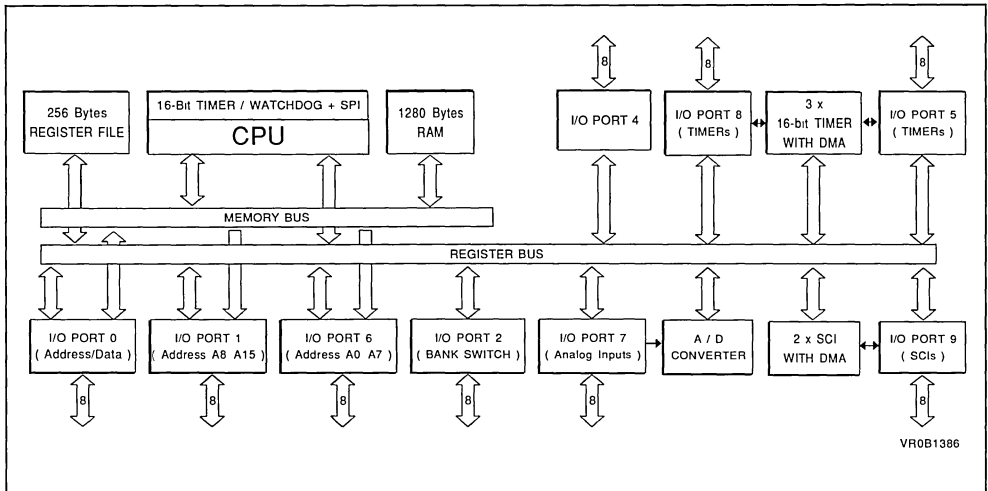 8
8
8
256 Bytes
REGISTER FILE
16-Bit TIMER / WATCHDOG + SPI
CPU
1280 Bytes
RAM
I/O PORT 4
I/O PORT 8
( TIMERs )
3 x
16-bit TIMER
WITH DMA
I/O PORT 5
( TIMERs )
MEMORY BUS
REGISTER BUS
I/O PORT 0
( Address/Data )
I/O PORT 1
(Address A8 A15)
I/O PORT 6
(Address A0 A7)
I/O PORT 2
( BANK SWITCH )
I/O PORT 7
(Analog Inputs)
A / D
CONVERTER
2 x SCI
WITH DMA
I/O PORT 9
( SCIs )
8
8
8
8
8
8
VR0B1386